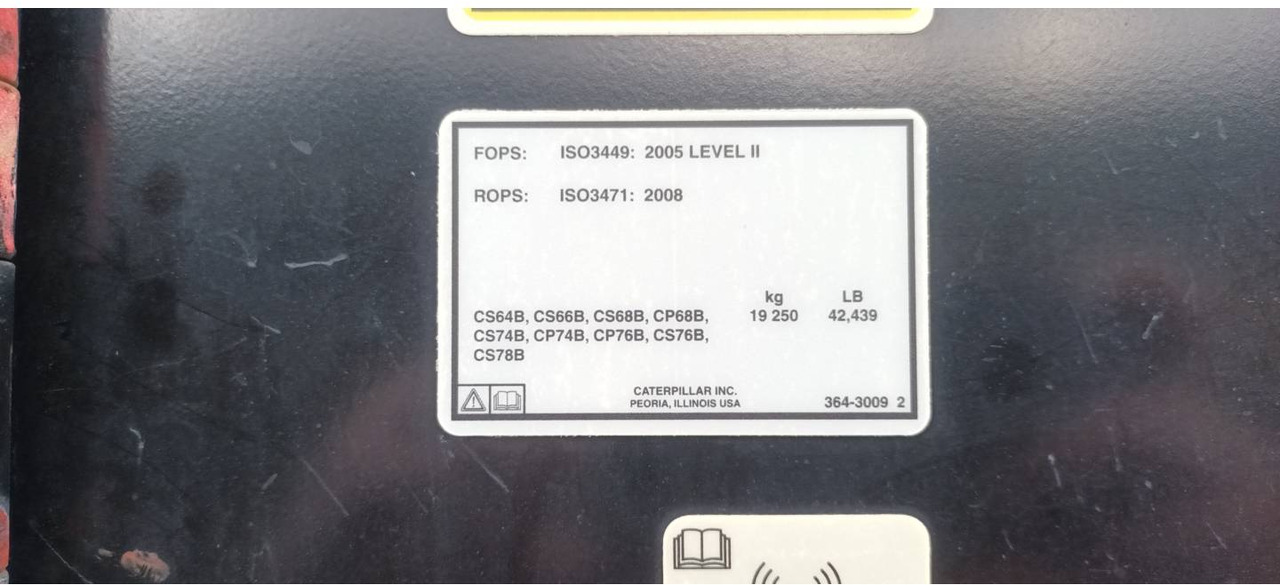 FOPS: ISO3449: 2005 LEVEL II
ROPS: ISO3471: 2008
kg LB
CS64B, CS66B, CS68B, CP68B, 19 250 42,439
CS74B, CP74B, CP76B, CS76B,
CS78B
CATERPILLAR INC.
PEORIA, ILLINOIS USA
364-3009 2